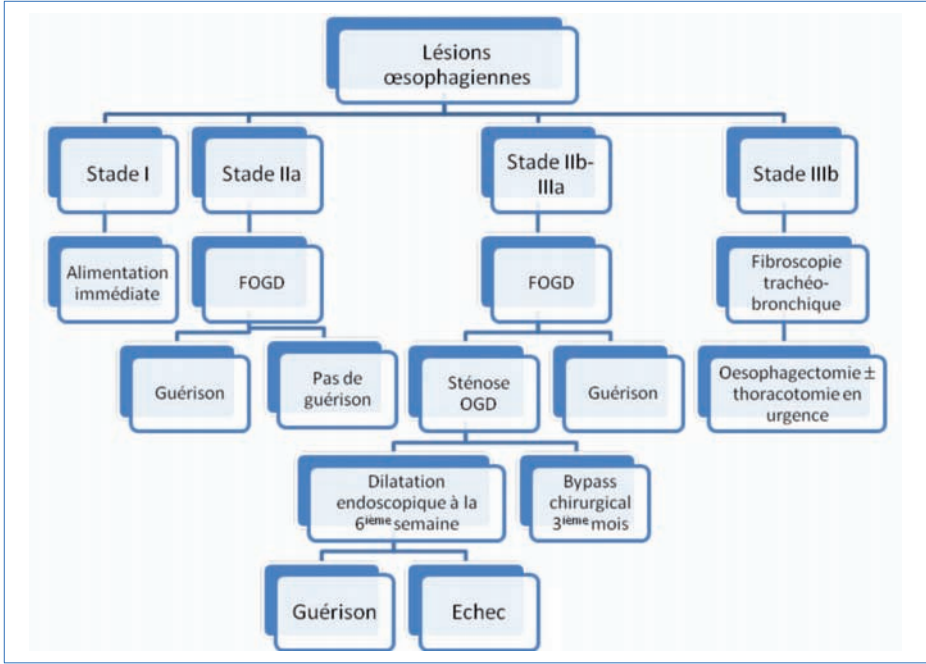 Lésions
œsophagiennes
Stade I
Stade IIa
Stade IIb-
IIIa
Stade IIIb
Alimentation
immédiate
FOGD
FOGD
Fibroscopie
trachéo-
bronchique
Guérison
Pas de
guérison
Sténose
OGD
Guérison
Oesophagectomie ±
thoracotomie en
urgence
Dilatation
endoscopique à la
6ième semaine
Bypass
chirurgical
3ième mois
Guérison
Echec